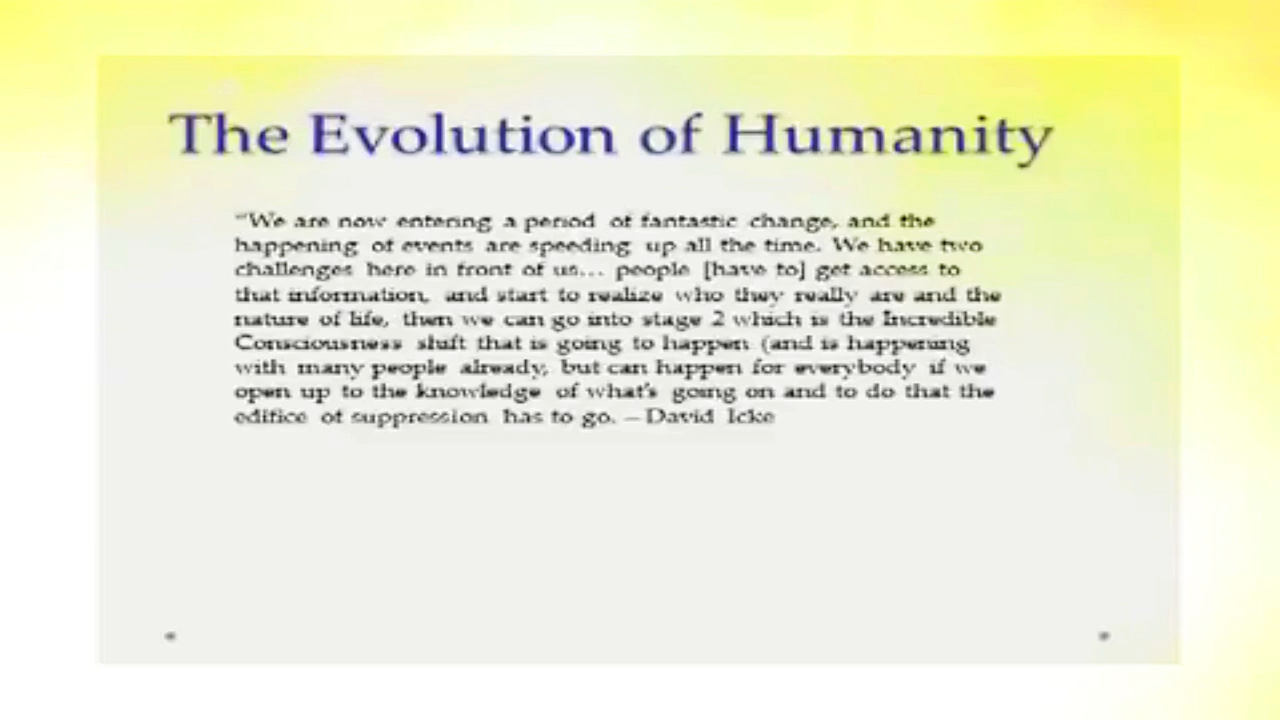 The Evolution of Humanity
"We are now entering a period of fantastic change, and the
happening of events are speeding up all the time. We have two
challenges here in front of us... people [have to] get access to
that information, and start to realize who they really are and the
nature of life, then we can go into stage 2 which is the Incredible
Consciousness shift that is going to happen (and is happening
with many people already, but can happen for everybody if we
open up to the knowledge of what's going on and to do that the
edifice of suppression has to go. – David Icke